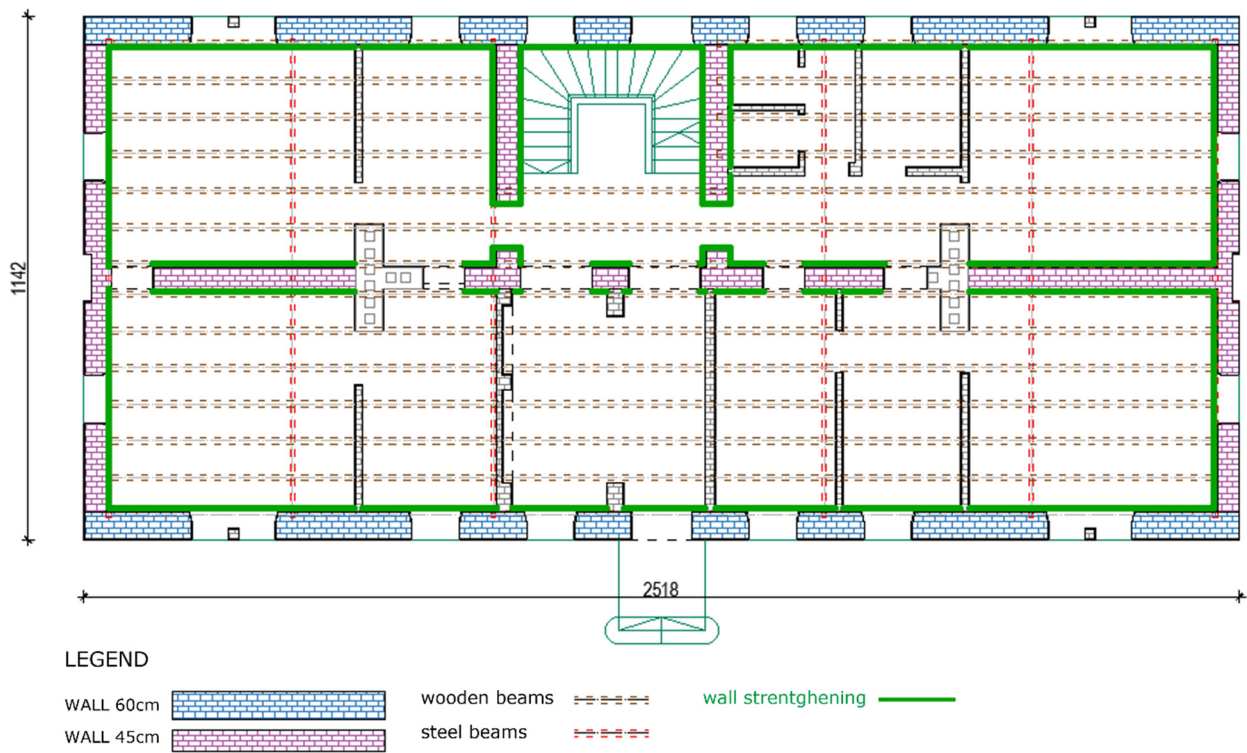 1142
2518
LEGEND
WALL 60cm
WALL 45cm
wooden beams
steel beams
wall strentghening